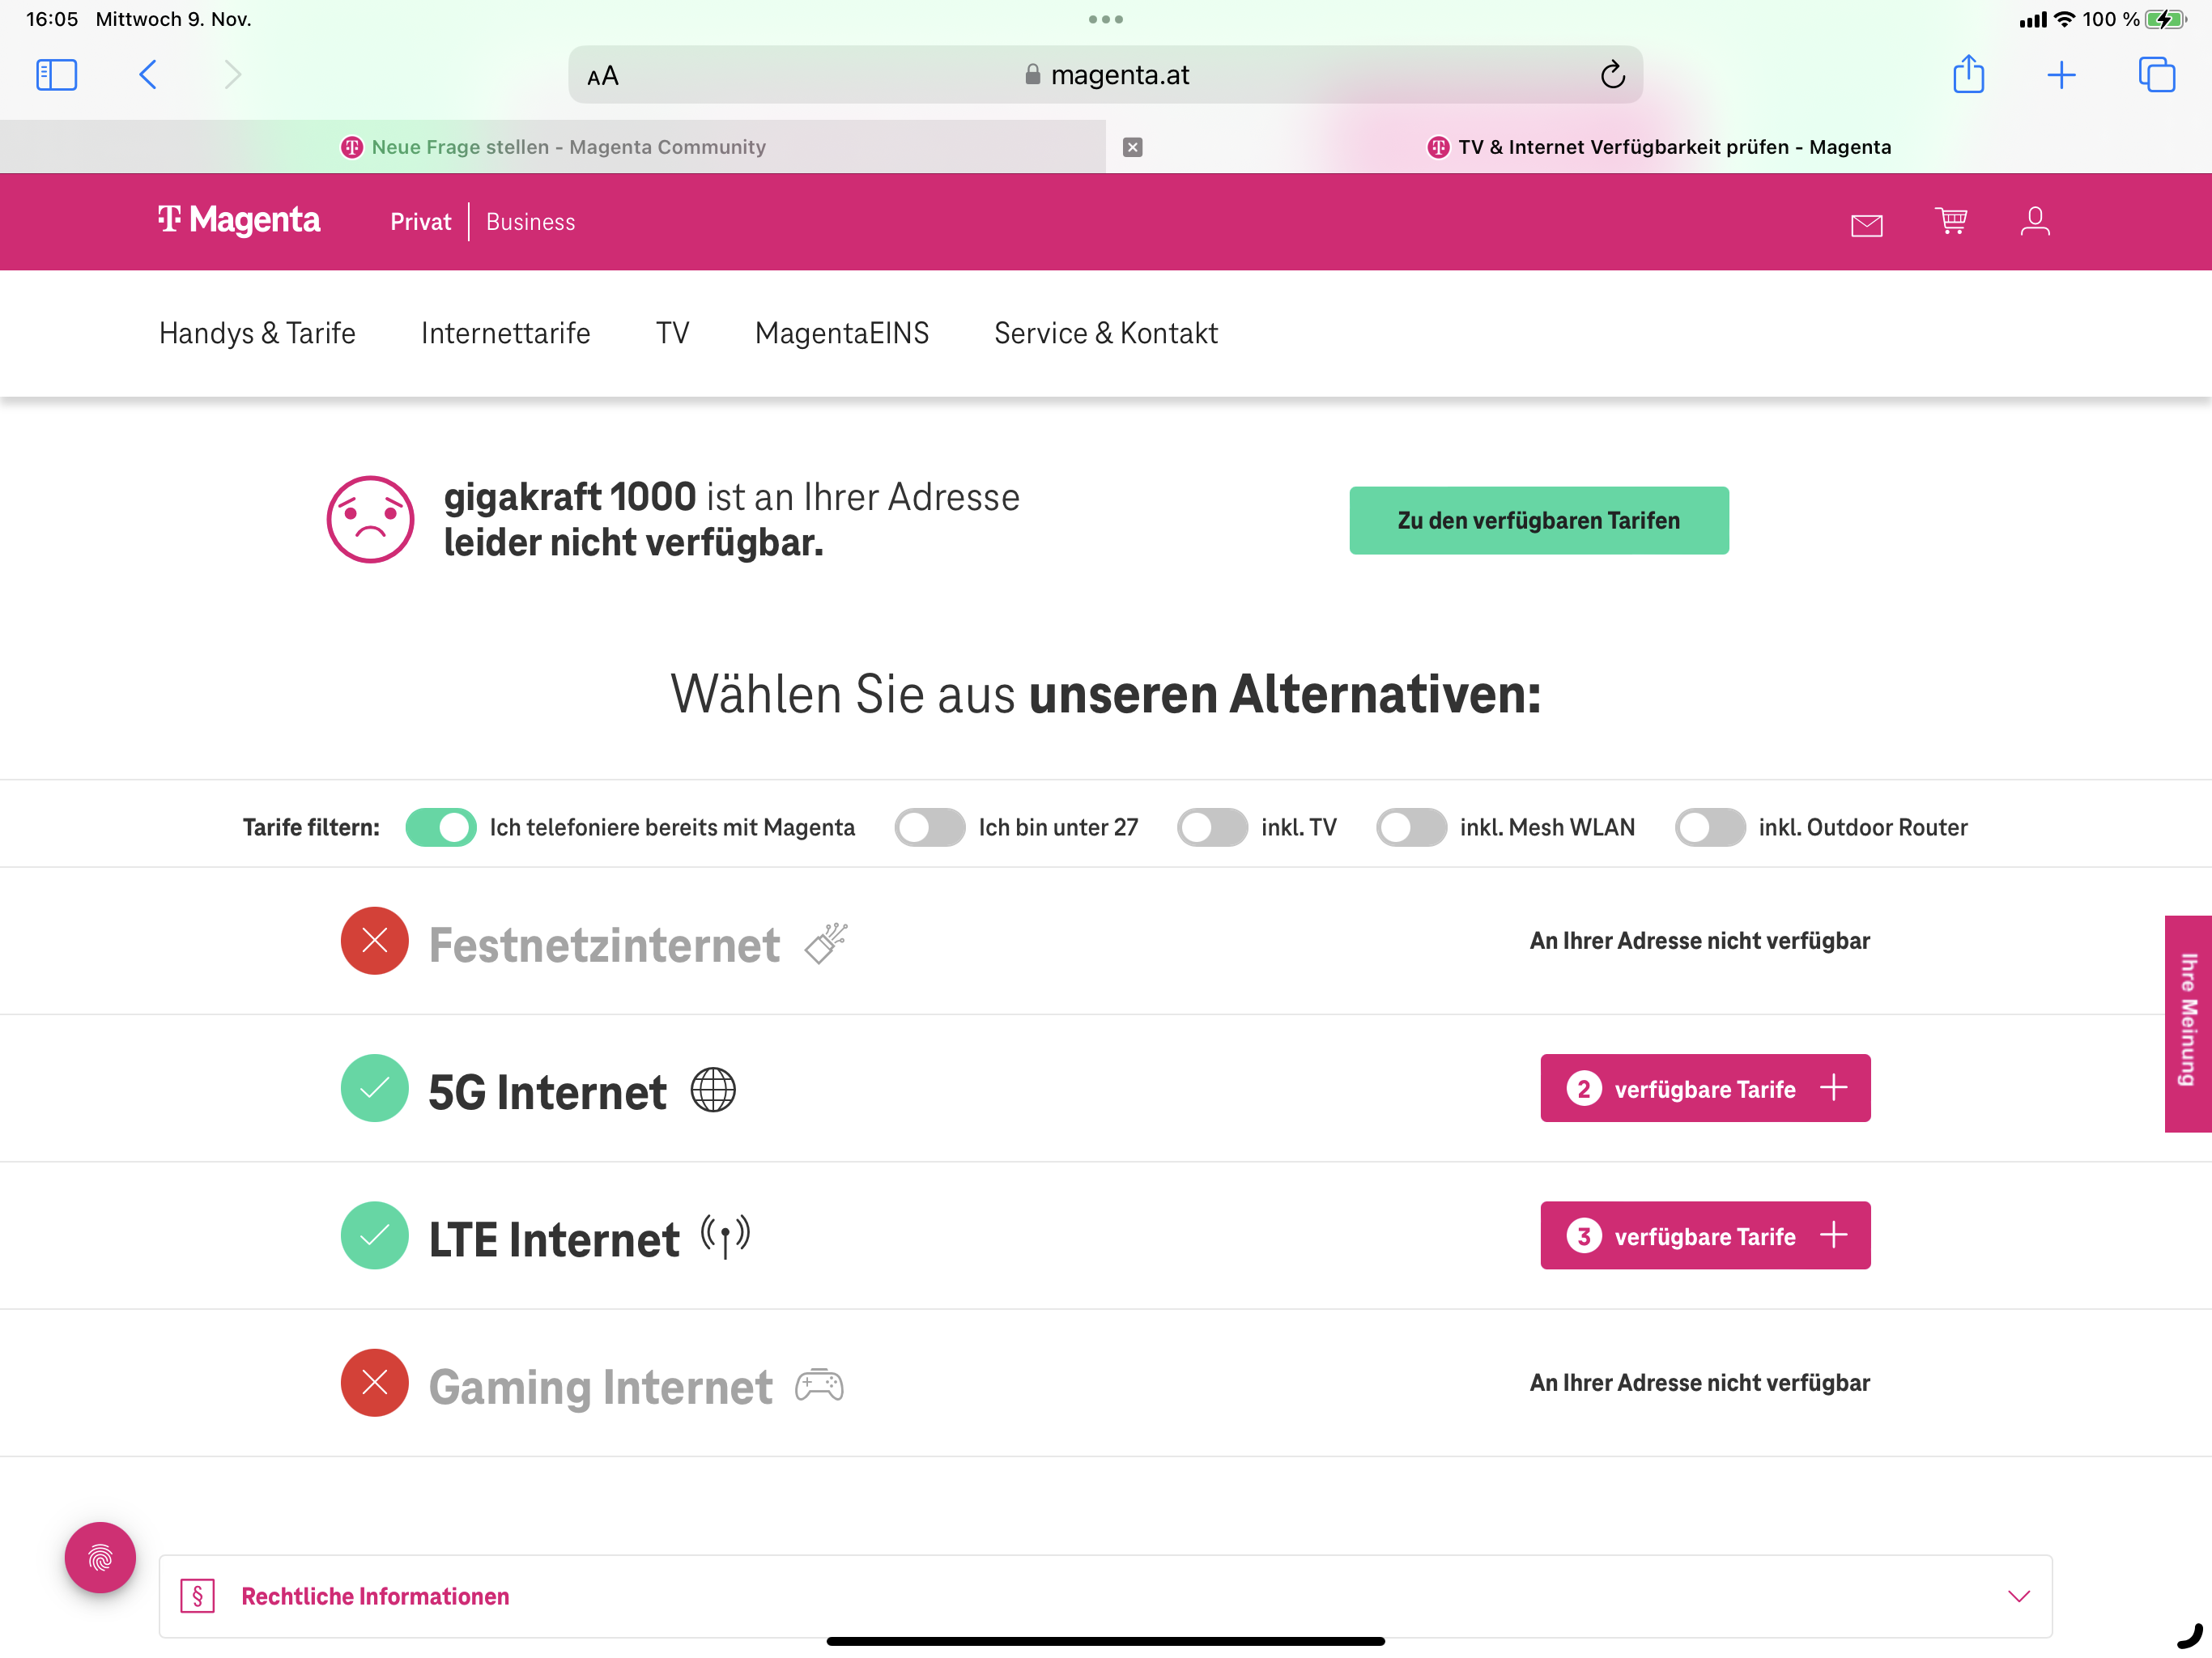 16:05 Mittwoch 9. Nov.
100 %
AA
magenta.at
Neue Frage stellen - Magenta Community
TV & Internet Verfügbarkeit prüfen - Magenta
T Magenta
Privat
Business
Handys & Tarife
Internettarife
TV
MagentaEINS
Service & Kontakt
gigakraft 1000 ist an Ihrer Adresse
leider nicht verfügbar.
Zu den verfügbaren Tarifen
Wählen Sie aus unseren Alternativen:
Tarife filtern:
Ich telefoniere bereits mit Magenta
Ich bin unter 27
inkl. TV
inkl. Mesh WLAN
inkl. Outdoor Router
Festnetzinternet
An Ihrer Adresse nicht verfügbar
Ihre Meinung
5G Internet
2 verfügbare Tarife
LTE Internet
3 verfügbare Tarife
Gaming Internet
An Ihrer Adresse nicht verfügbar
§ Rechtliche Informationen